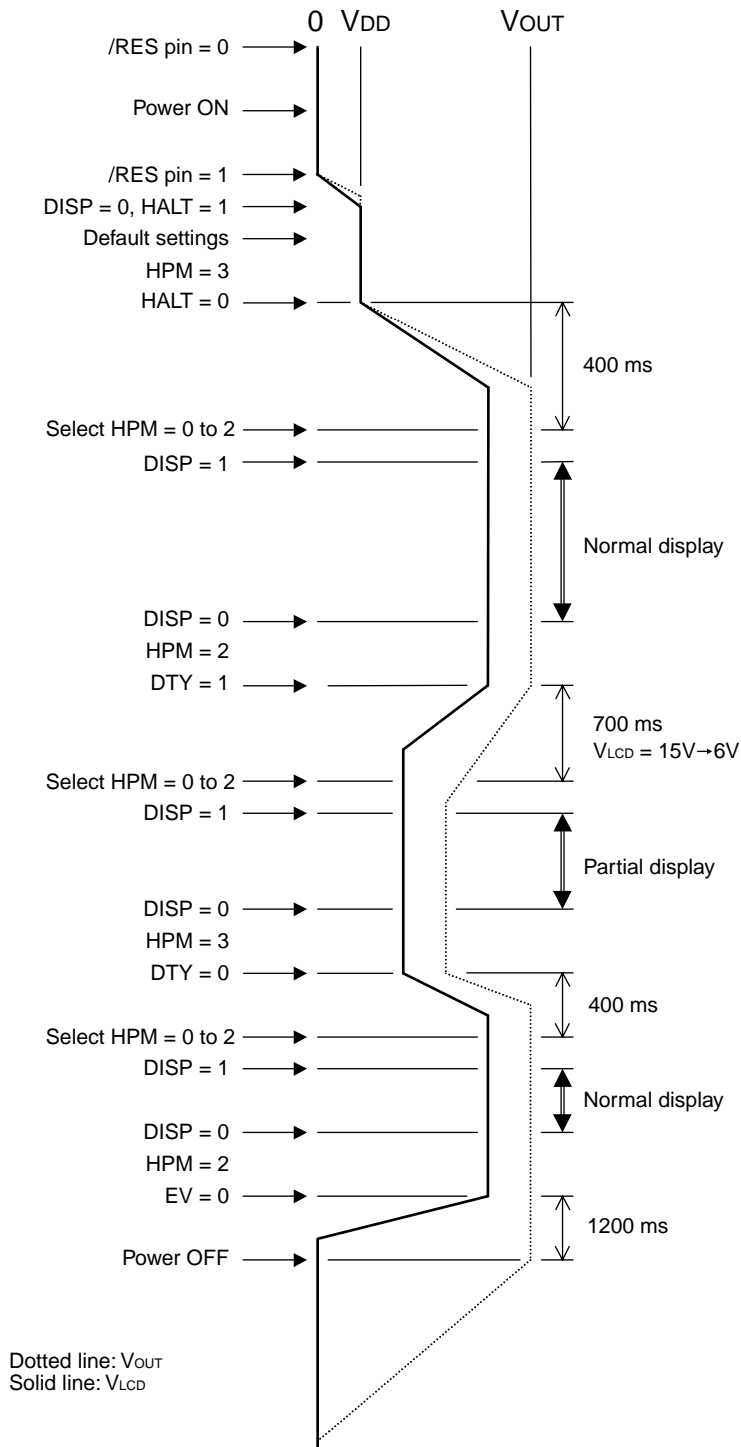 0 VDD VOUT
/RES pin = 0
Power ON
/RES pin = 1
DISP = 0, HALT = 1
Default settings
HPM = 3
HALT = 0
400 ms
Select HPM = 0 to 2
DISP = 1
Normal display
DISP = 0
HPM = 2
DTY = 1
700 ms
VLCD = 15V→6V
Select HPM = 0 to 2
DISP = 1
Partial display
DISP = 0
HPM = 3
DTY = 0
400 ms
Select HPM = 0 to 2
DISP = 1
Normal display
DISP = 0
HPM = 2
EV = 0
1200 ms
Power OFF
Dotted line: VOUT
Solid line: VLCD